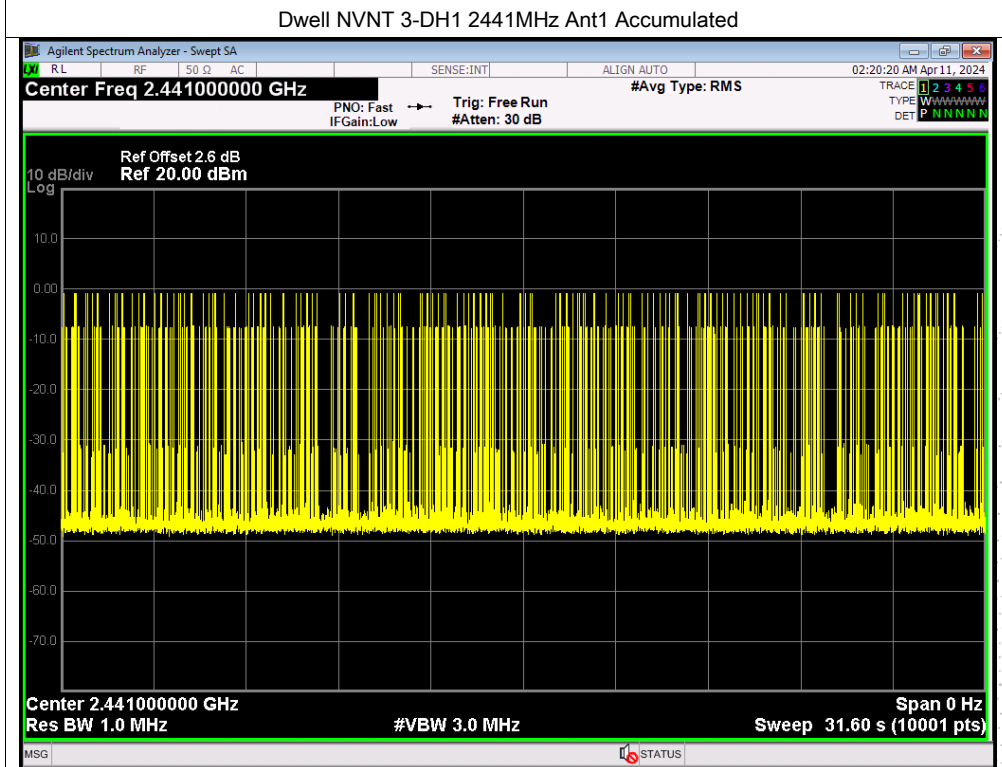 Dwell NVNT 3-DH1 2441MHz Ant1 Accumulated
Agilent Spectrum Analyzer - Swept SA
LXI RL RF 50 Ω AC SENSE:INT ALIGN AUTO 02:20:20 AM Apr 11, 2024
Center Freq 2.441000000 GHz #Avg Type: RMS TRACE 1 2 3 4 5 6
PNO: Fast Trig: Free Run TYPE WWWWWW
IFGain:Low #Atten: 30 dB DET P N N N N N
Ref Offset 2.6 dB
10 dB/div Ref 20.00 dBm
Log
10.0
0.00
-10.0
-20.0
-30.0
-40.0
-50.0
-60.0
-70.0
Center 2.441000000 GHz Span 0 Hz
Res BW 1.0 MHz #VBW 3.0 MHz Sweep 31.60 s (10001 pts)
MSG STATUS